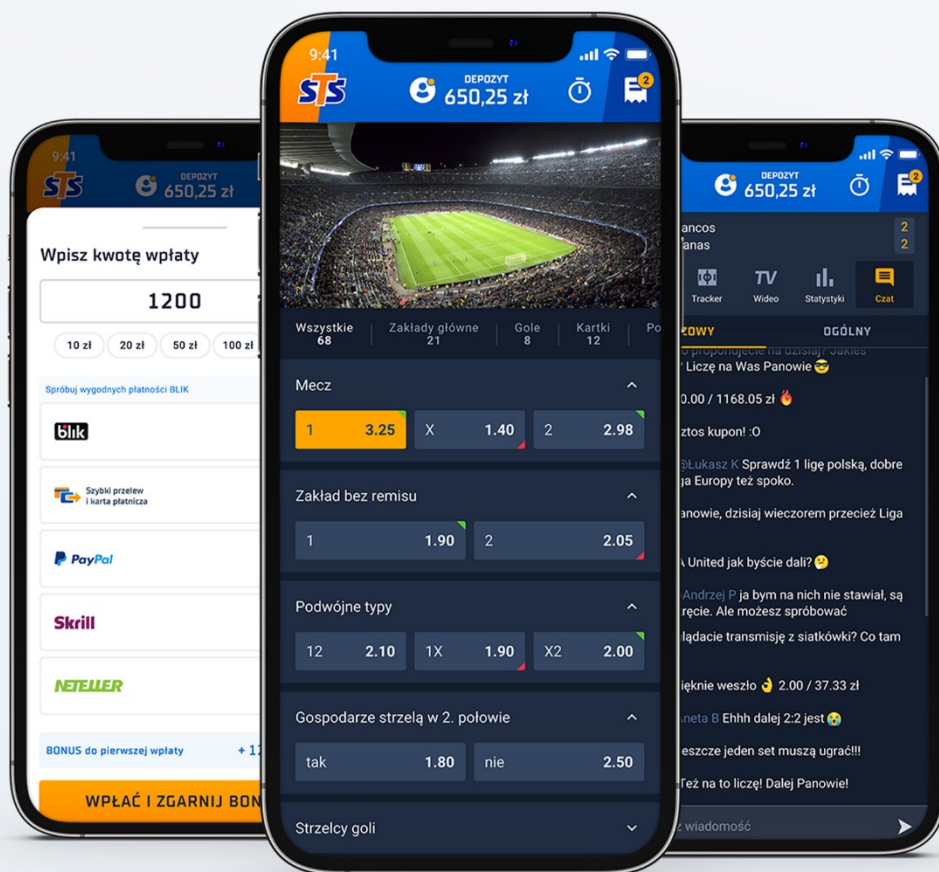 9:41
STS
DEPOZYT
650,25 zł
Wpisz kwotę wpłaty
1200
10 zł
20 zł
50 zł
100 zł
Spróbuj wygodnych płatności BLIK
blik
Szybki przelew
i karta płatnicza
PayPal
Skrill
NETELLER
BONUS do pierwszej wpłaty
WPŁAĆ I ZGARNIJ
9:41
STS
DEPOZYT
650,25 zł
2
Wszystkie
68
Zakłady główne
21
Gole
8
Kartki
12
Mecz
1 3.25 X 1.40 2 2.98
Zakład bez remisu
1 1.90 2 2.05
Podwójne typy
12 2.10 1X 1.90 X2 2.00
Gospodarze strzelą w 2. połowie
tak 1.80 nie 2.50
Strzelcy goli
DEPOZYT
650,25 zł
2
ancos 2
anas 2
Tracker
TV
Wideo
Statystyki
Czat
ZOWY
OGÓLNY
proponujecie na dzisiaj? Jakieś
Liczę na Was Panowie 😎
0.00 / 1168.05 zł 🔥
ztos kupon! :O
@Łukasz K Sprawdź 1 ligę polską, dobre
ga Europy też spoko.
anowie, dzisiaj wieczorem przecież Liga
United jak byście dali? 🤔
Andrzej P ja bym na nich nie stawiał, są
ręcie. Ale możesz spróbować
lądacie transmisję z siatkówki? Co tam
ięknie weszło 👌 2.00 / 37.33 zł
neta B Ehhh dalej 2:2 jest 😭
eszcze jeden set muszą ugrać!!!
Też na to liczę! Dalej Panowie!
z wiadomość